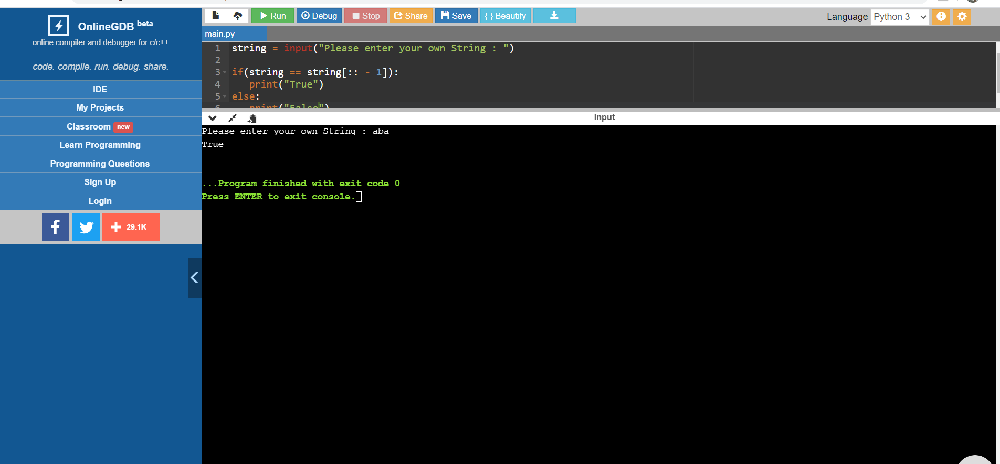 OnlineGDB beta
online compiler and debugger for c/c++
code. compile. run. debug. share.
IDE
My Projects
Classroom new
Learn Programming
Programming Questions
Sign Up
Login
29.1K
Run Debug Stop Share Save { } Beautify
Language Python 3
main.py
1 string = input("Please enter your own String : ")
2
3 if(string == string[:: - 1]):
4 print("True")
5 else:
6 print("False")
input
Please enter your own String : aba
True
...Program finished with exit code 0
Press ENTER to exit console.